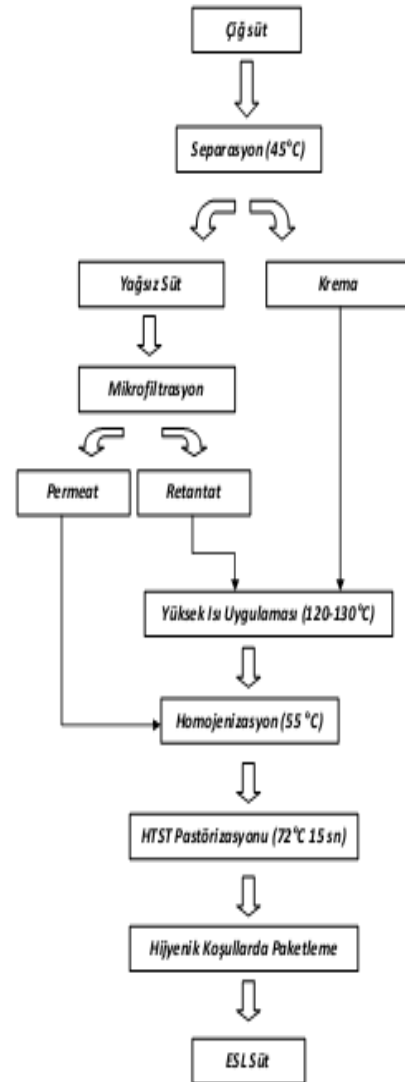 Çiğ süt
Separasyon (45°C)
Yağsız Süt
Krema
Mikrofiltrasyon
Permeat
Retantat
Yüksek Isı Uygulaması (120-130°C)
Homojenizasyon (55 °C)
HTST Pastörizasyonu (72°C 15 sn)
Hijyenik Koşullarda Paketleme
ESL Süt